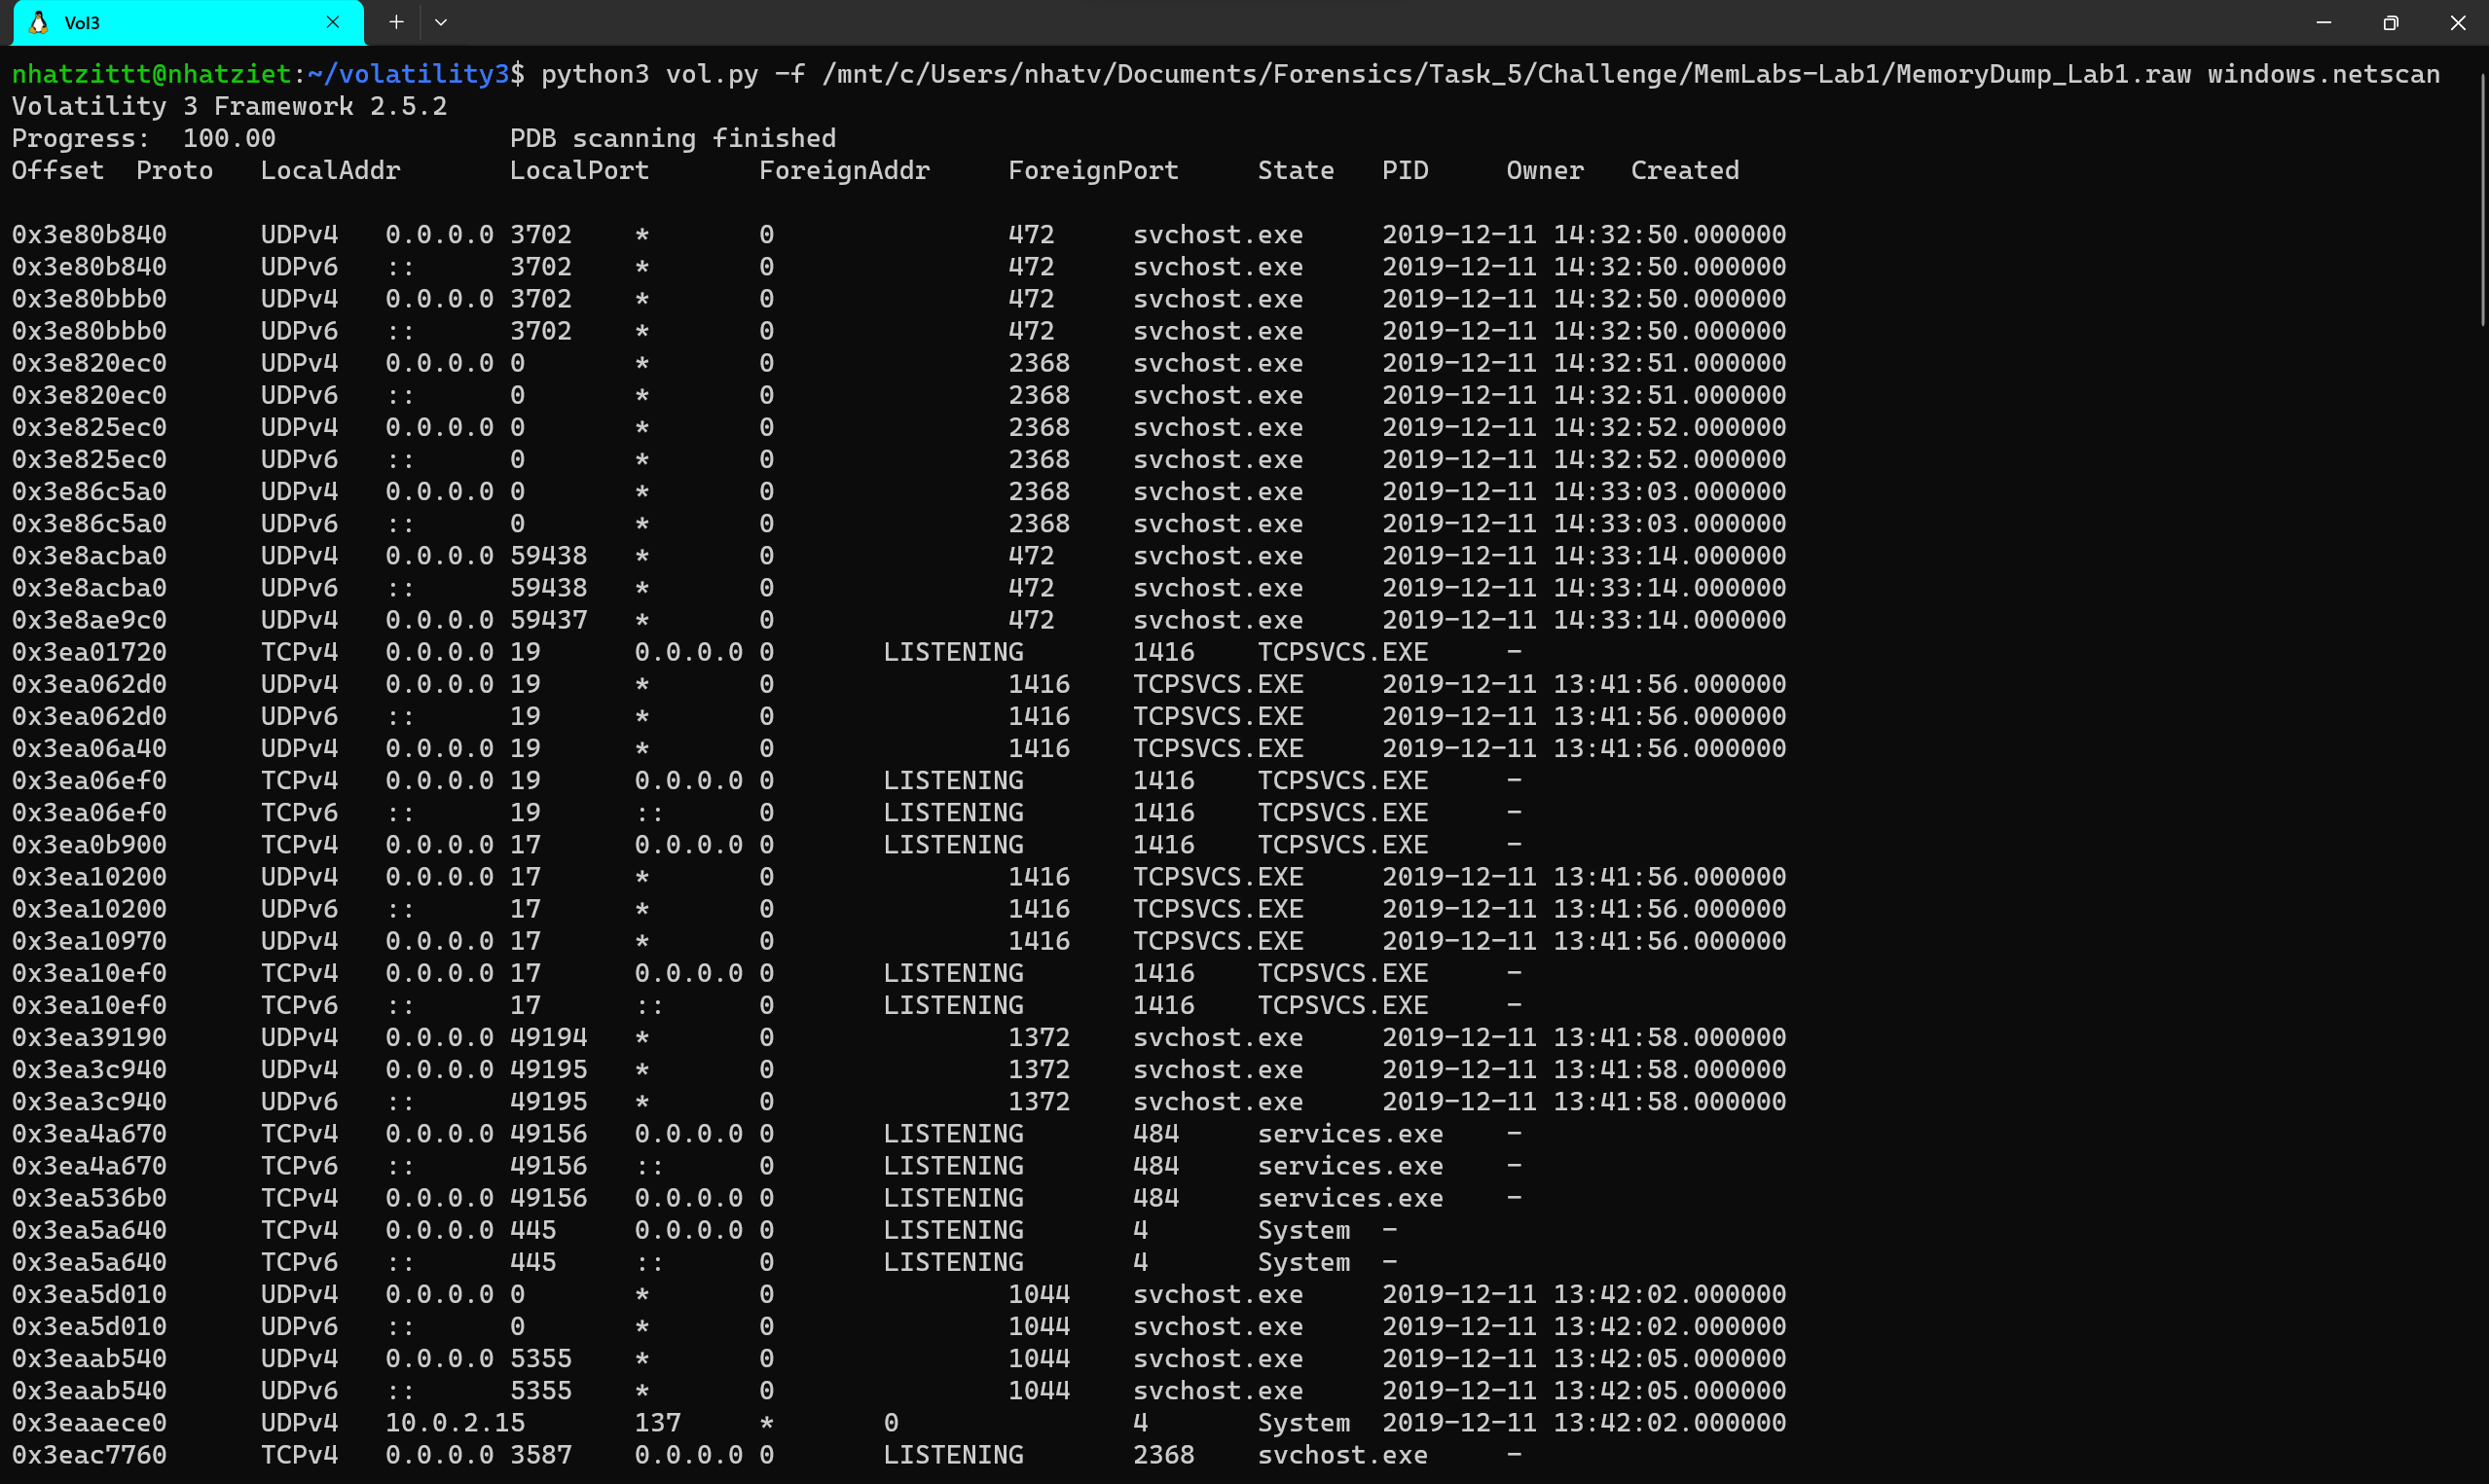 Vol3
nhatzittt@nhatziet:~/volatility3$ python3 vol.py -f /mnt/c/Users/nhatv/Documents/Forensics/Task_5/Challenge/MemLabs-Lab1/MemoryDump_Lab1.raw windows.netscan
Volatility 3 Framework 2.5.2
Progress:  100.00               PDB scanning finished
Offset  Proto   LocalAddr       LocalPort       ForeignAddr     ForeignPort     State   PID     Owner   Created
0x3e80b840      UDPv4   0.0.0.0 3702    *       0               472     svchost.exe     2019-12-11 14:32:50.000000
0x3e80b840      UDPv6   ::      3702    *       0               472     svchost.exe     2019-12-11 14:32:50.000000
0x3e80bbb0      UDPv4   0.0.0.0 3702    *       0               472     svchost.exe     2019-12-11 14:32:50.000000
0x3e80bbb0      UDPv6   ::      3702    *       0               472     svchost.exe     2019-12-11 14:32:50.000000
0x3e820ec0      UDPv4   0.0.0.0 0       *       0               2368    svchost.exe     2019-12-11 14:32:51.000000
0x3e820ec0      UDPv6   ::      0       *       0               2368    svchost.exe     2019-12-11 14:32:51.000000
0x3e825ec0      UDPv4   0.0.0.0 0       *       0               2368    svchost.exe     2019-12-11 14:32:52.000000
0x3e825ec0      UDPv6   ::      0       *       0               2368    svchost.exe     2019-12-11 14:32:52.000000
0x3e86c5a0      UDPv4   0.0.0.0 0       *       0               2368    svchost.exe     2019-12-11 14:33:03.000000
0x3e86c5a0      UDPv6   ::      0       *       0               2368    svchost.exe     2019-12-11 14:33:03.000000
0x3e8acba0      UDPv4   0.0.0.0 59438   *       0               472     svchost.exe     2019-12-11 14:33:14.000000
0x3e8acba0      UDPv6   ::      59438   *       0               472     svchost.exe     2019-12-11 14:33:14.000000
0x3e8ae9c0      UDPv4   0.0.0.0 59437   *       0               472     svchost.exe     2019-12-11 14:33:14.000000
0x3ea01720      TCPv4   0.0.0.0 19      0.0.0.0 0       LISTENING       1416    TCPSVCS.EXE     -
0x3ea062d0      UDPv4   0.0.0.0 19      *       0               1416    TCPSVCS.EXE     2019-12-11 13:41:56.000000
0x3ea062d0      UDPv6   ::      19      *       0               1416    TCPSVCS.EXE     2019-12-11 13:41:56.000000
0x3ea06a40      UDPv4   0.0.0.0 19      *       0               1416    TCPSVCS.EXE     2019-12-11 13:41:56.000000
0x3ea06ef0      TCPv4   0.0.0.0 19      0.0.0.0 0       LISTENING       1416    TCPSVCS.EXE     -
0x3ea06ef0      TCPv6   ::      19      ::      0       LISTENING       1416    TCPSVCS.EXE     -
0x3ea0b900      TCPv4   0.0.0.0 17      0.0.0.0 0       LISTENING       1416    TCPSVCS.EXE     -
0x3ea10200      UDPv4   0.0.0.0 17      *       0               1416    TCPSVCS.EXE     2019-12-11 13:41:56.000000
0x3ea10200      UDPv6   ::      17      *       0               1416    TCPSVCS.EXE     2019-12-11 13:41:56.000000
0x3ea10970      UDPv4   0.0.0.0 17      *       0               1416    TCPSVCS.EXE     2019-12-11 13:41:56.000000
0x3ea10ef0      TCPv4   0.0.0.0 17      0.0.0.0 0       LISTENING       1416    TCPSVCS.EXE     -
0x3ea10ef0      TCPv6   ::      17      ::      0       LISTENING       1416    TCPSVCS.EXE     -
0x3ea39190      UDPv4   0.0.0.0 49194   *       0               1372    svchost.exe     2019-12-11 13:41:58.000000
0x3ea3c940      UDPv4   0.0.0.0 49195   *       0               1372    svchost.exe     2019-12-11 13:41:58.000000
0x3ea3c940      UDPv6   ::      49195   *       0               1372    svchost.exe     2019-12-11 13:41:58.000000
0x3ea4a670      TCPv4   0.0.0.0 49156   0.0.0.0 0       LISTENING       484     services.exe    -
0x3ea4a670      TCPv6   ::      49156   ::      0       LISTENING       484     services.exe    -
0x3ea536b0      TCPv4   0.0.0.0 49156   0.0.0.0 0       LISTENING       484     services.exe    -
0x3ea5a640      TCPv4   0.0.0.0 445     0.0.0.0 0       LISTENING       4       System  -
0x3ea5a640      TCPv6   ::      445     ::      0       LISTENING       4       System  -
0x3ea5d010      UDPv4   0.0.0.0 0       *       0               1044    svchost.exe     2019-12-11 13:42:02.000000
0x3ea5d010      UDPv6   ::      0       *       0               1044    svchost.exe     2019-12-11 13:42:02.000000
0x3eaab540      UDPv4   0.0.0.0 5355    *       0               1044    svchost.exe     2019-12-11 13:42:05.000000
0x3eaab540      UDPv6   ::      5355    *       0               1044    svchost.exe     2019-12-11 13:42:05.000000
0x3eaaece0      UDPv4   10.0.2.15       137     *       0               4       System  2019-12-11 13:42:02.000000
0x3eac7760      TCPv4   0.0.0.0 3587    0.0.0.0 0       LISTENING       2368    svchost.exe     -